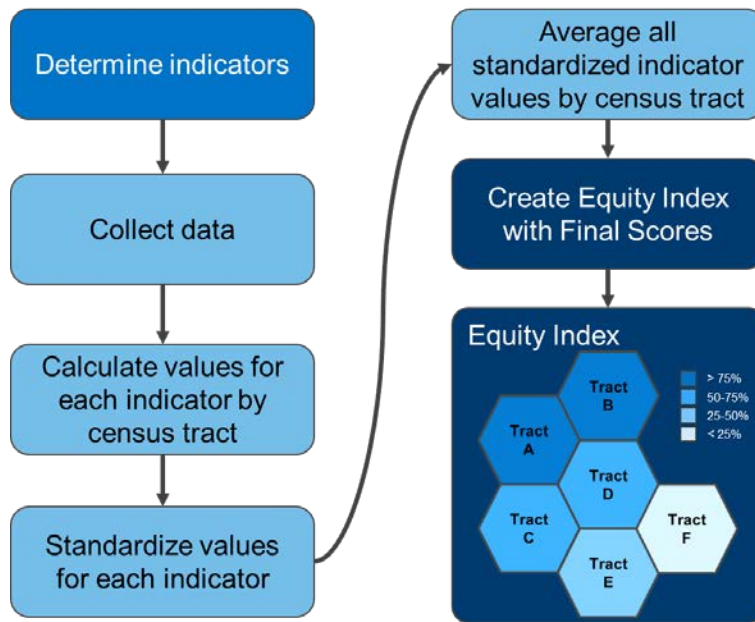 Determine indicators
Collect data
Calculate values for
each indicator by
census tract
Standardize values
for each indicator
Average all
standardized indicator
values by census tract
Create Equity Index
with Final Scores
Equity Index
> 75%
50-75%
25-50%
< 25%
Tract
B
Tract
A
Tract
D
Tract
C
Tract
F
Tract
E